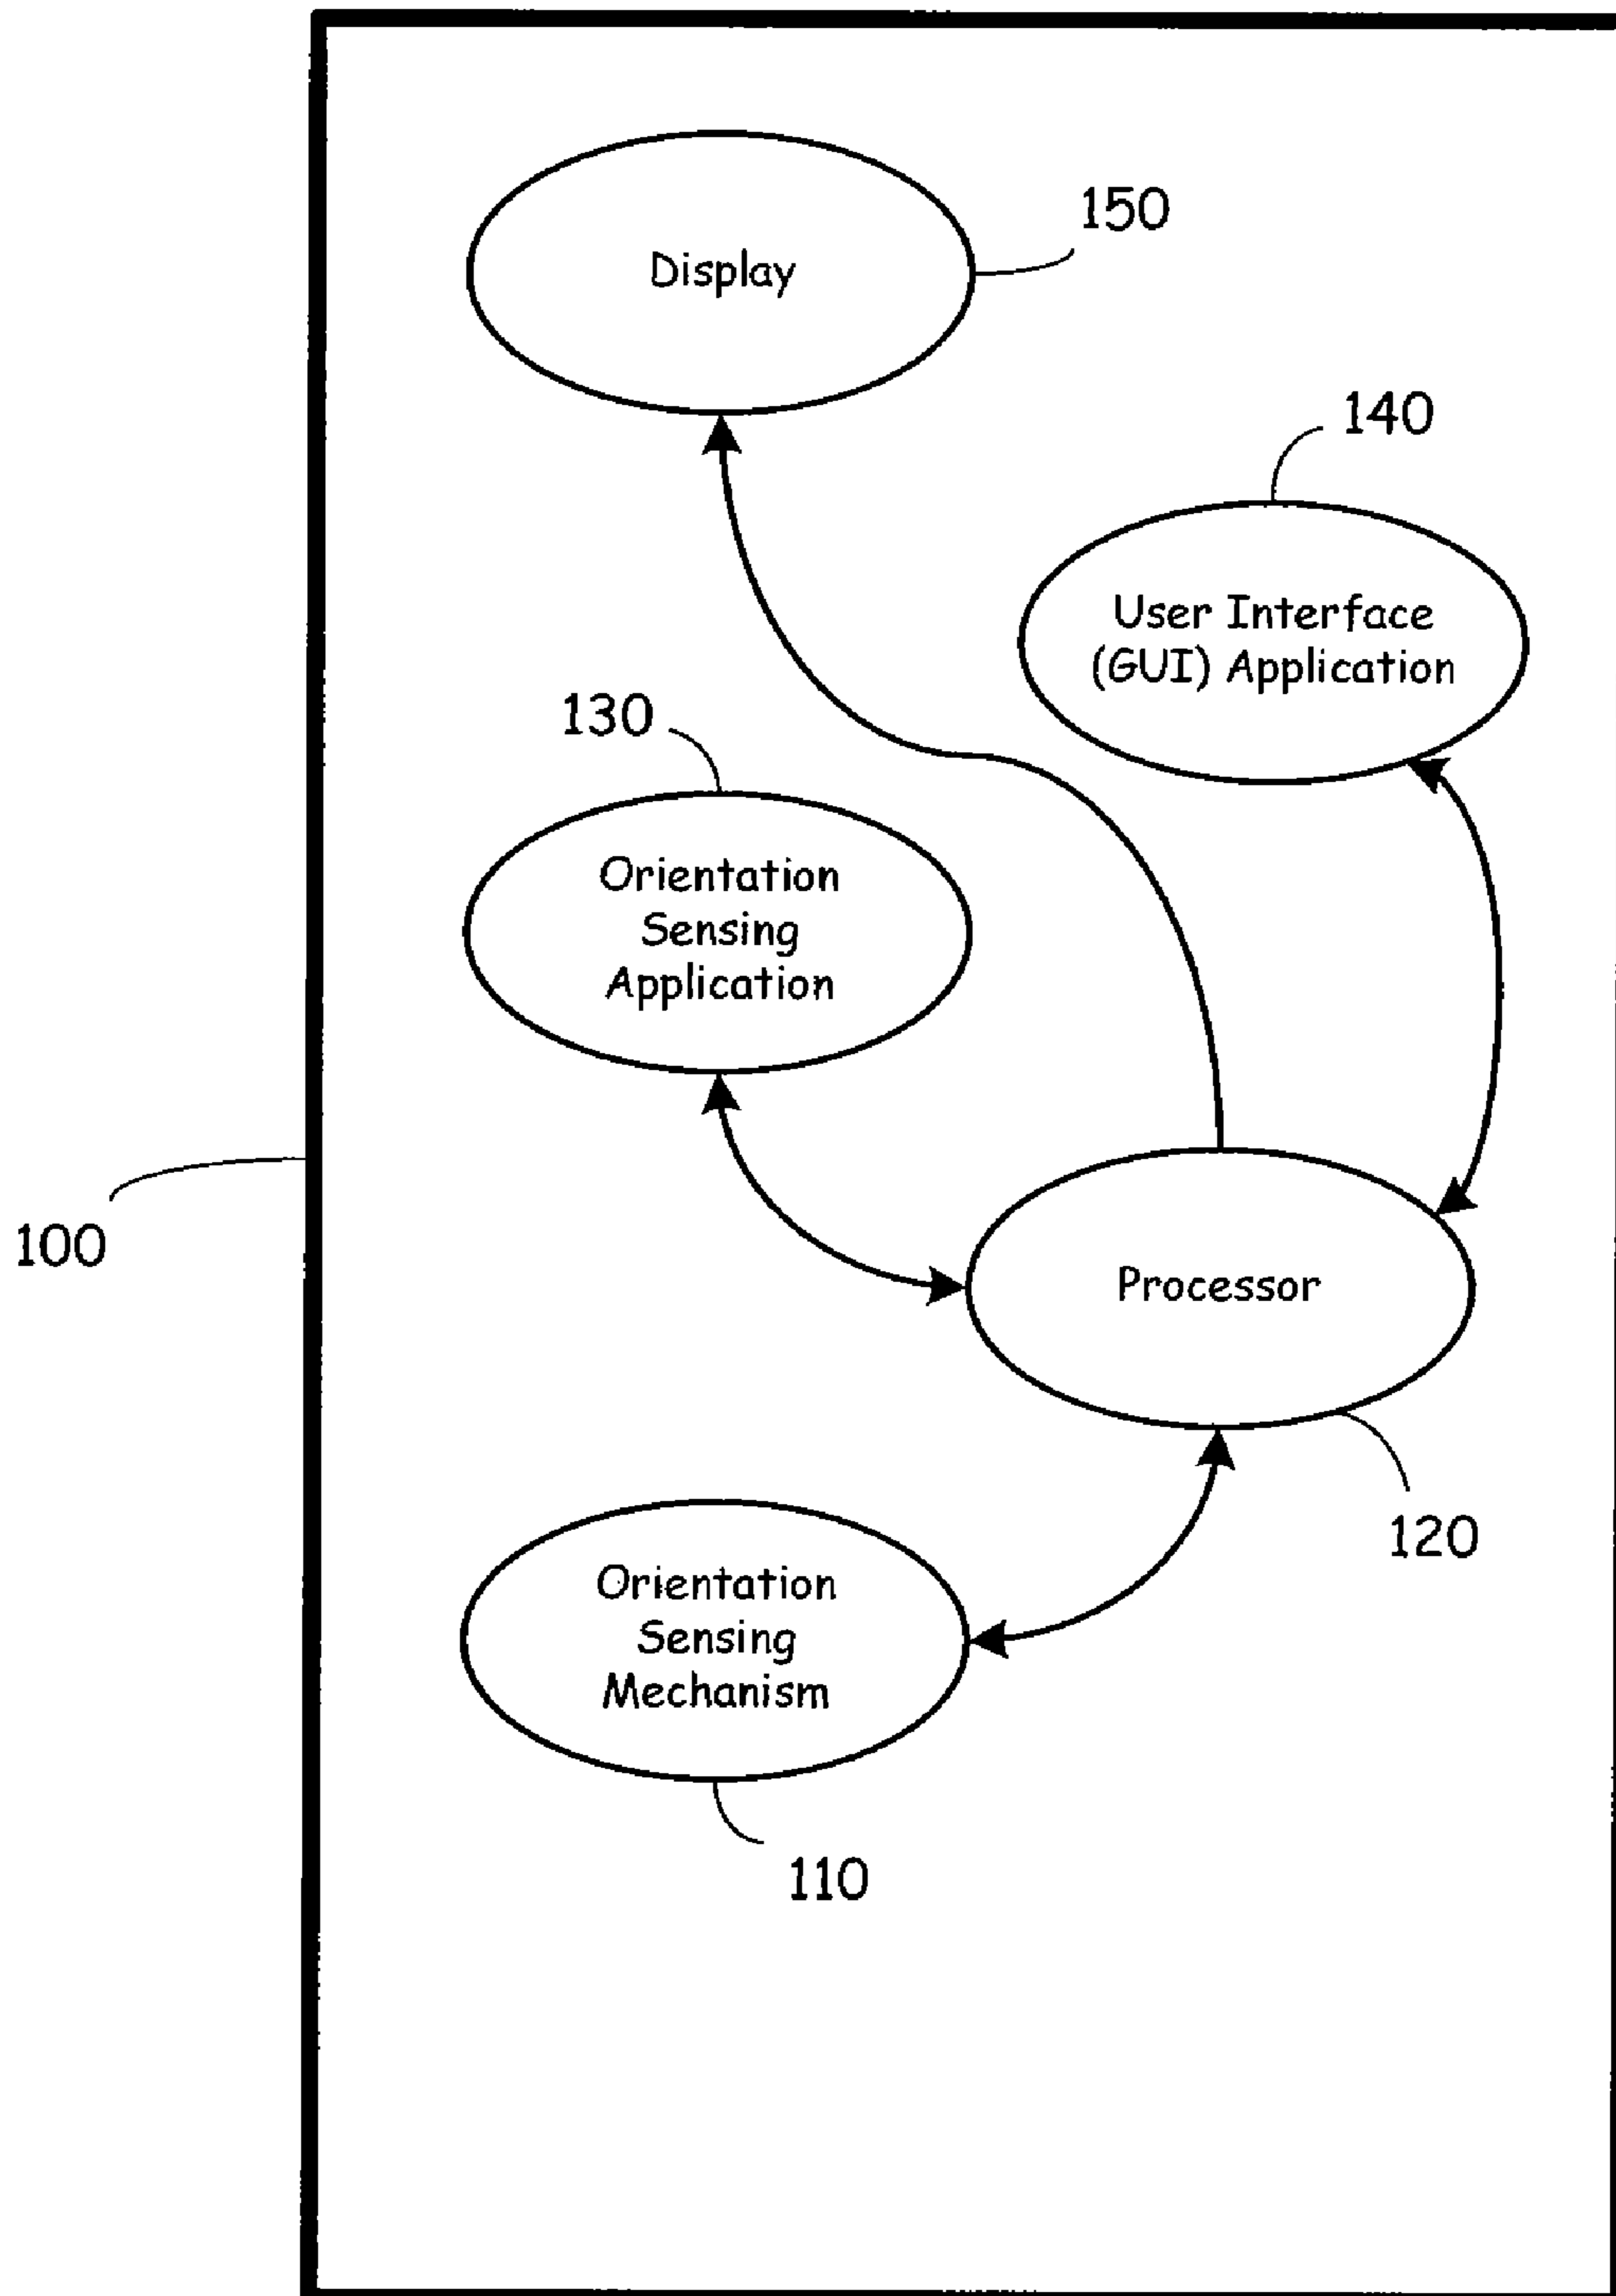 150
Display
140
User Interface
(GUI) Application
130
Orientation
Sensing
Application
100
Processor
120
Orientation
Sensing
Mechanism
110